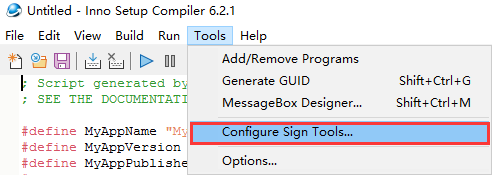 Untitled - Inno Setup Compiler 6.2.1
File Edit View Build Run Tools Help
Add/Remove Programs
Generate GUID Shift+Ctrl+G
MessageBox Designer... Shift+Ctrl+M
Configure Sign Tools...
Options...
; Script generated by
; SEE THE DOCUMENTATI
#define MyAppName "My
#define MyAppVersion
#define MyAppPublishe